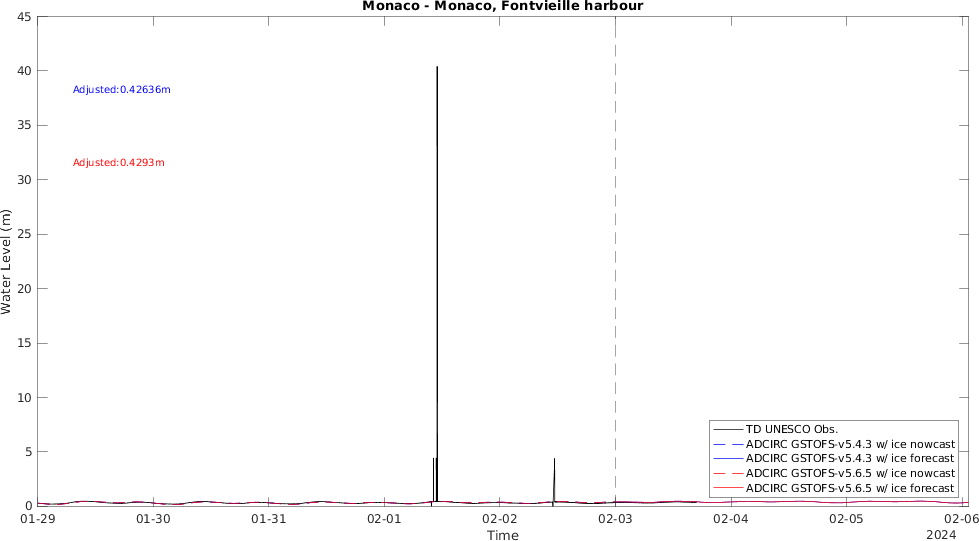 Monaco - Monaco, Fontvieille harbour
45
40
35
30
25
20
15
10
5
0
Water Level (m)
Adjusted:0.42636m
Adjusted:0.4293m
TD UNESCO Obs.
ADCIRC GSTOFS-v5.4.3 w/ ice nowcast
ADCIRC GSTOFS-v5.4.3 w/ ice forecast
ADCIRC GSTOFS-v5.6.5 w/ ice nowcast
ADCIRC GSTOFS-v5.6.5 w/ ice forecast
01-29 01-30 01-31 02-01 02-02 02-03 02-04 02-05 02-06
Time
2024